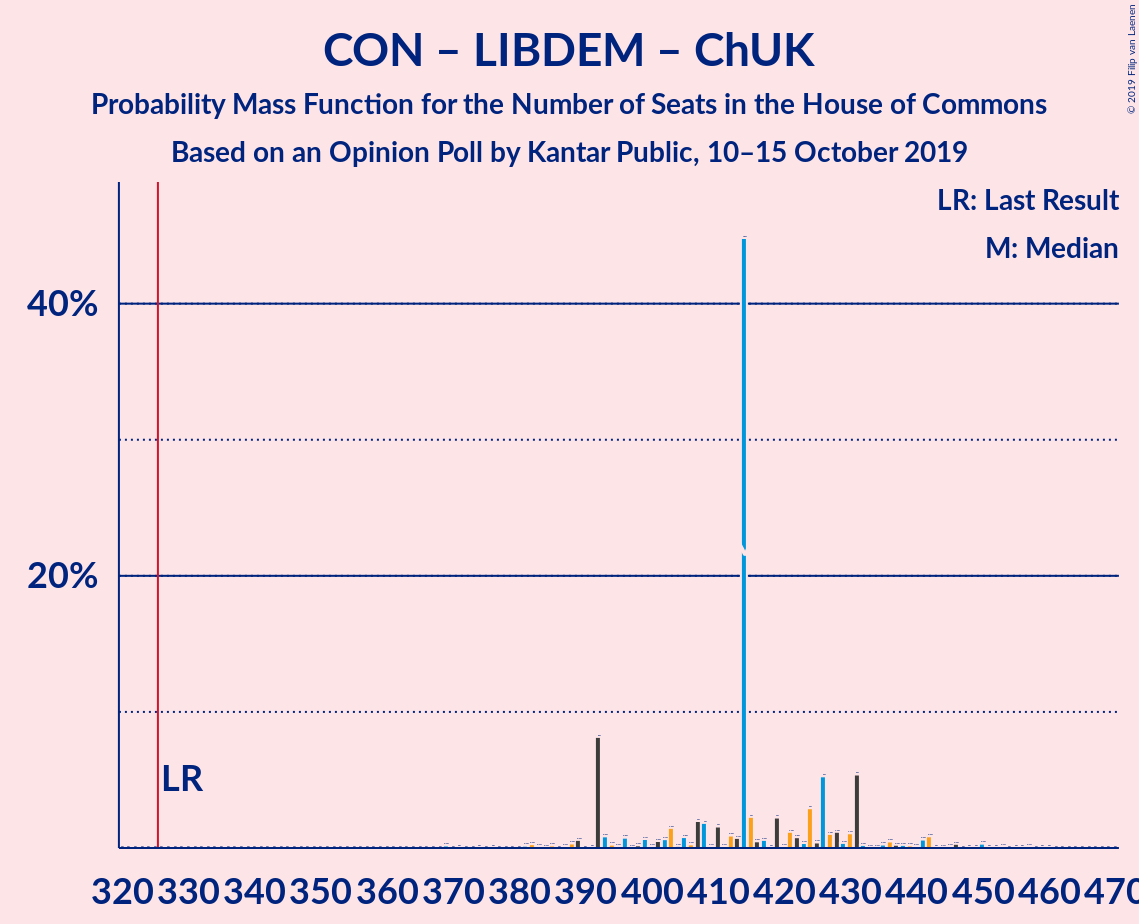 CON – LIBDEM – ChUK
Probability Mass Function for the Number of Seats in the House of Commons
Based on an Opinion Poll by Kantar Public, 10–15 October 2019
© 2019 Filip van Laenen
LR: Last Result
M: Median
40%
20%
LR
320 330 340 350 360 370 380 390 400 410 420 430 440 450 460 470